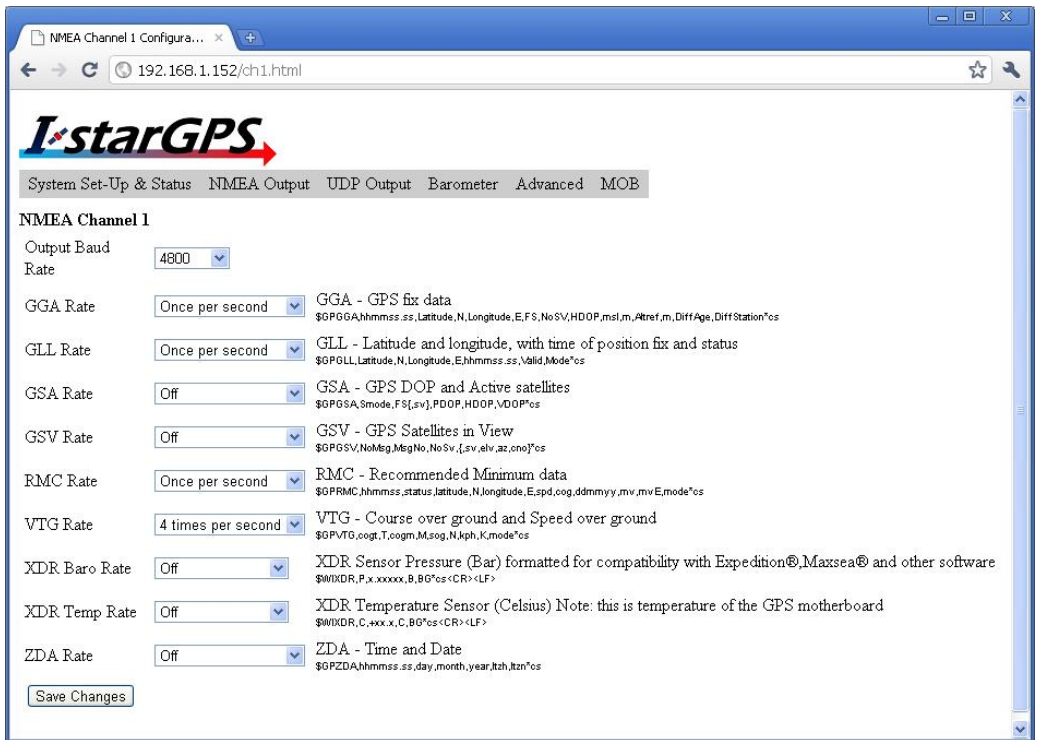 NMEA Channel 1 Configura...
192.168.1.152/ch1.html
I-starGPS
System Set-Up & Status NMEA Output UDP Output Barometer Advanced MOB
NMEA Channel 1
Output Baud
Rate
4800
GGA Rate
Once per second
GGA - GPS fix data
$GPGGA,hhmmss.ss,Latitude,N,Longitude,E,FS,NoSV,HDOP,msl,m,Altref,m,DiffAge,DiffStation*cs
GLL Rate
Once per second
GLL - Latitude and longitude, with time of position fix and status
$GPGLL,Latitude,N,Longitude,E,hhmmss.ss,Valid,Mode*cs
GSA Rate
Off
GSA - GPS DOP and Active satellites
$GPGSA,Smode,FS{,sv},PDOP,HDOP,VDOP*cs
GSV Rate
Off
GSV - GPS Satellites in View
$GPGSV,NoMsg,MsgNo,NoSv,{,sv,elv,az,cno}*cs
RMC Rate
Once per second
RMC - Recommended Minimum data
$GPRMC,hhmmss,status,latitude,N,longitude,E,spd,cog,ddmmyy,mv,mvE,mode*cs
VTG Rate
4 times per second
VTG - Course over ground and Speed over ground
$GPVTG,cogt,T,cogm,M,sog,N,kph,K,mode*cs
XDR Baro Rate
Off
XDR Sensor Pressure (Bar) formatted for compatibility with Expedition®,Maxsea® and other software
$WIXDR,P,x.xxxxx,B,BG*cs<CR><LF>
XDR Temp Rate
Off
XDR Temperature Sensor (Celsius) Note: this is temperature of the GPS motherboard
$WIXDR,C,+xx.x,C,BG*cs<CR><LF>
ZDA Rate
Off
ZDA - Time and Date
$GPZDA,hhmmss.ss,day,month,year,ltzh,ltzn*cs
Save Changes